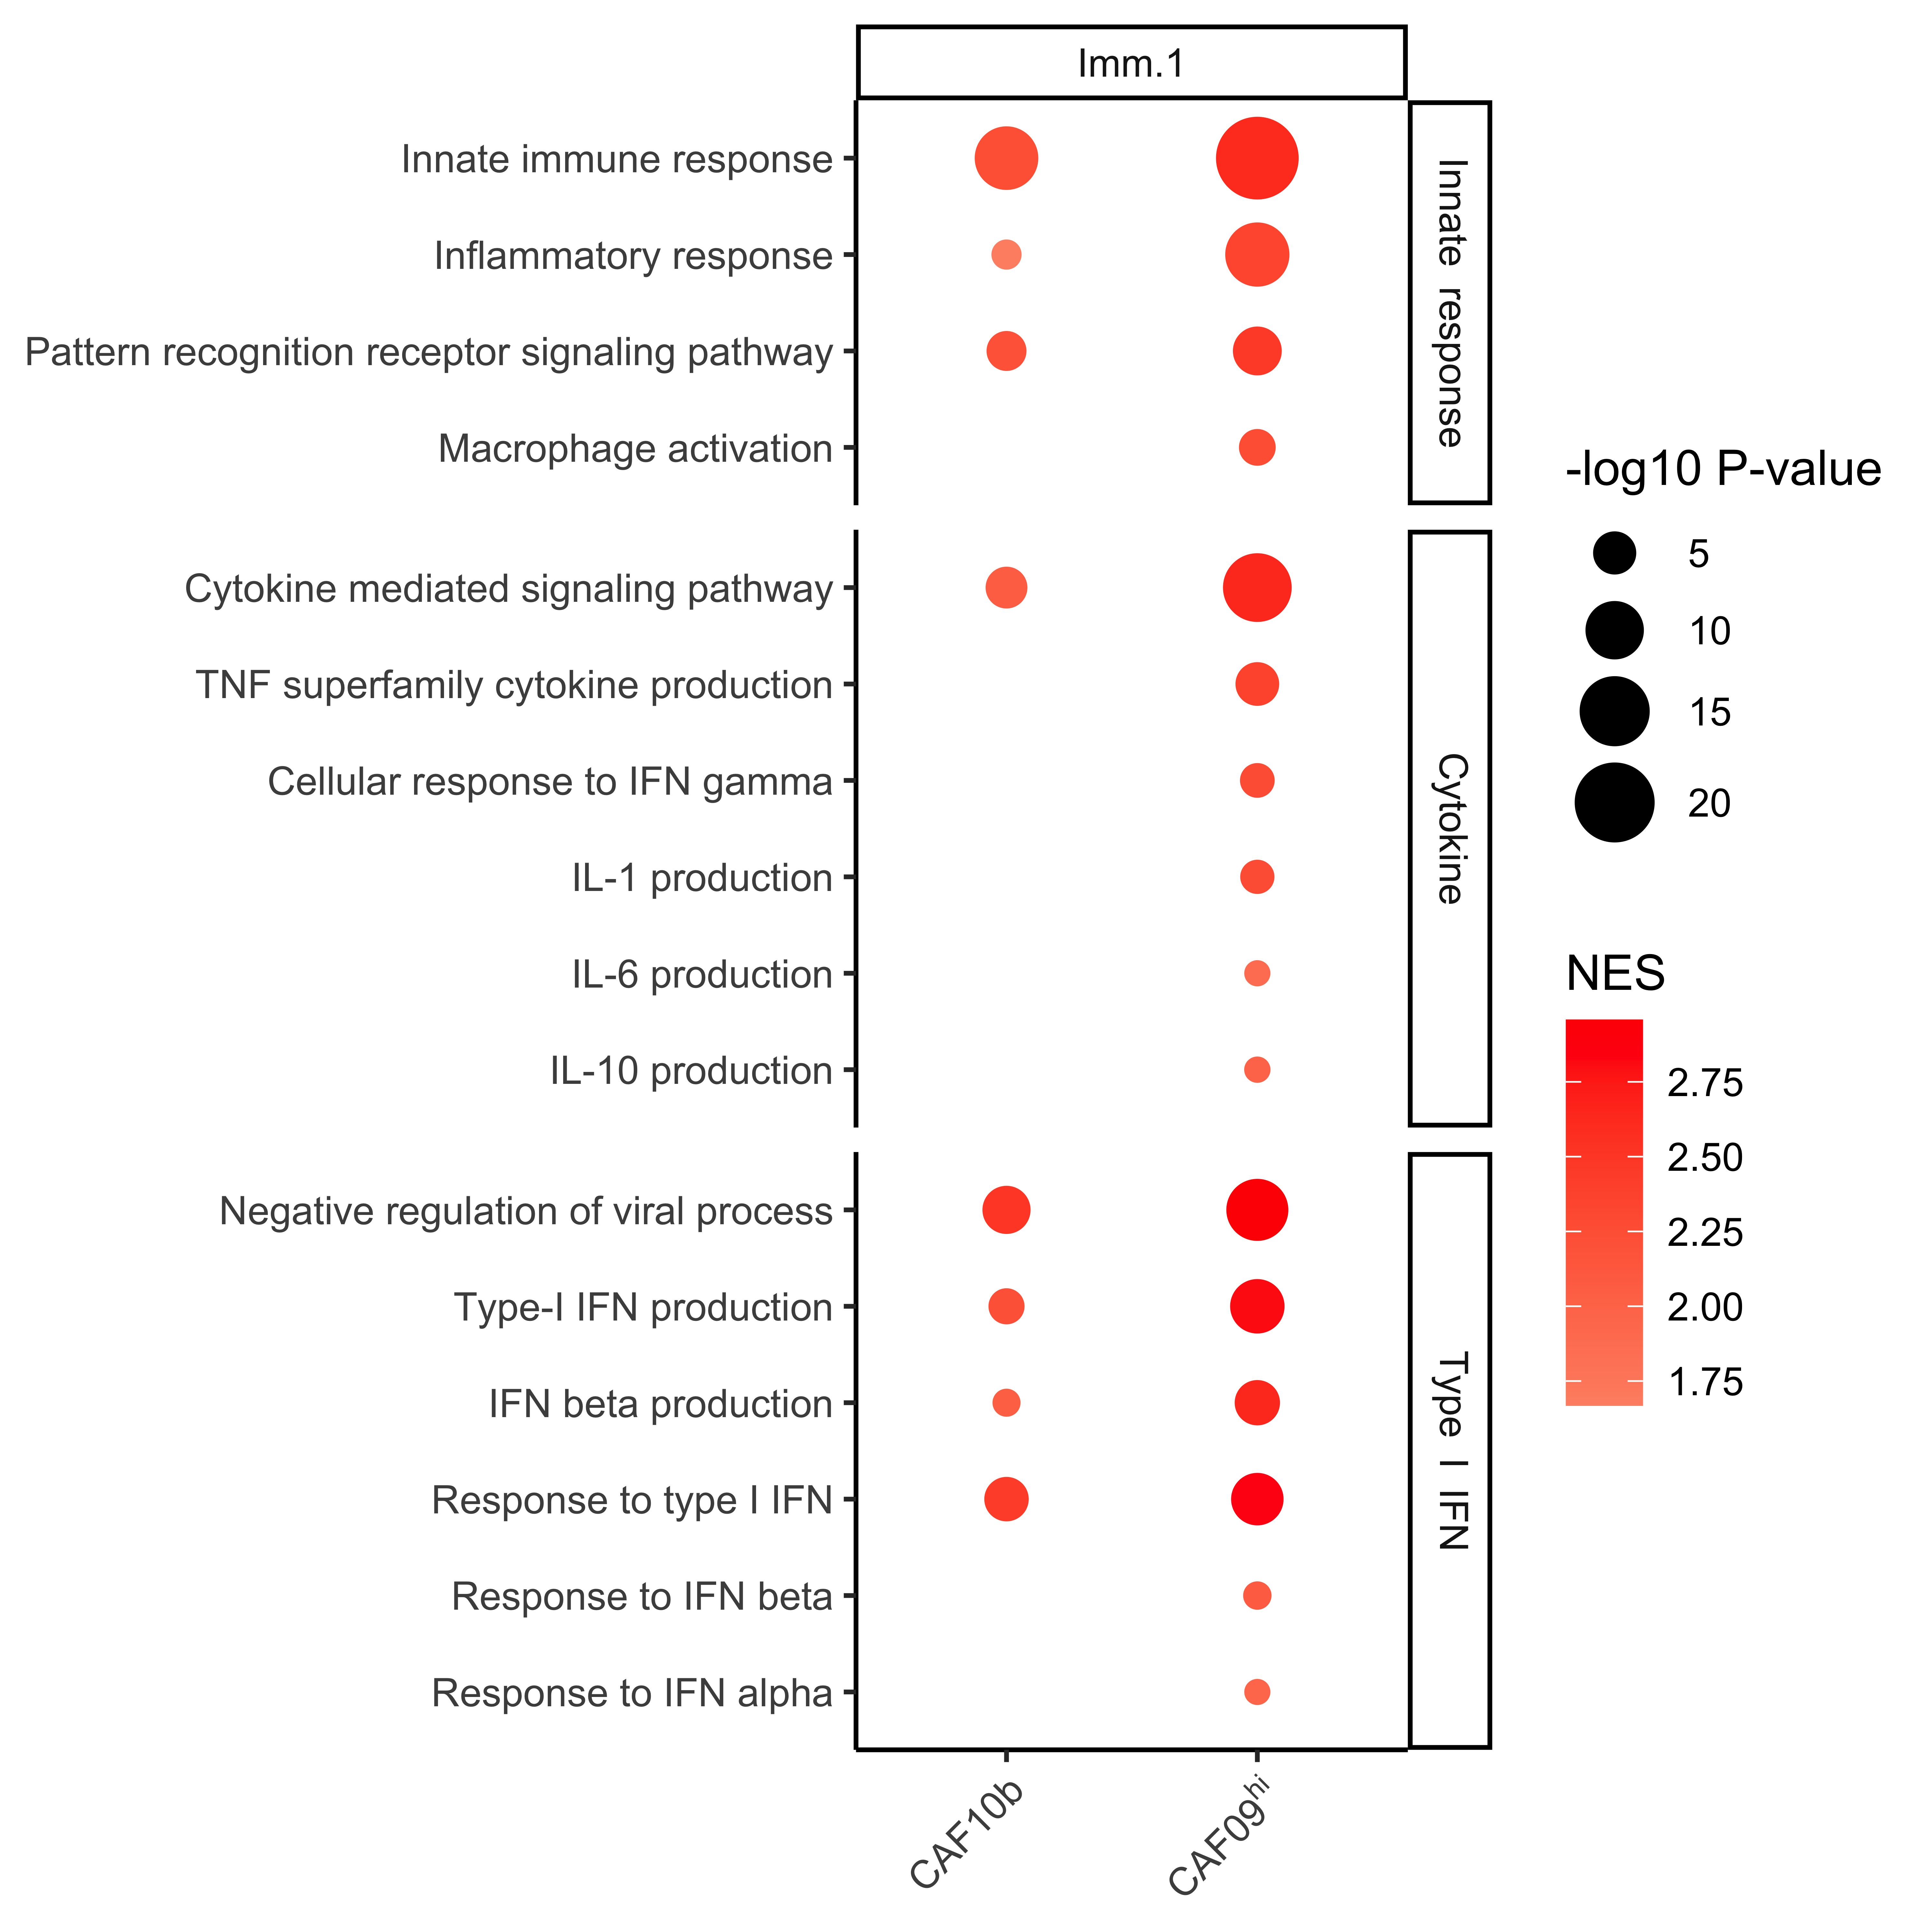 Imm.1
Innate immune response
Inflammatory response
Pattern recognition receptor signaling pathway
Macrophage activation
Innate response
Cytokine mediated signaling pathway
TNF superfamily cytokine production
Cellular response to IFN gamma
IL-1 production
IL-6 production
IL-10 production
Cytokine
Negative regulation of viral process
Type-I IFN production
IFN beta production
Response to type I IFN
Response to IFN beta
Response to IFN alpha
Type I IFN
CAF10b
CAF09hi
-log10 P-value
5
10
15
20
NES
2.75
2.50
2.25
2.00
1.75